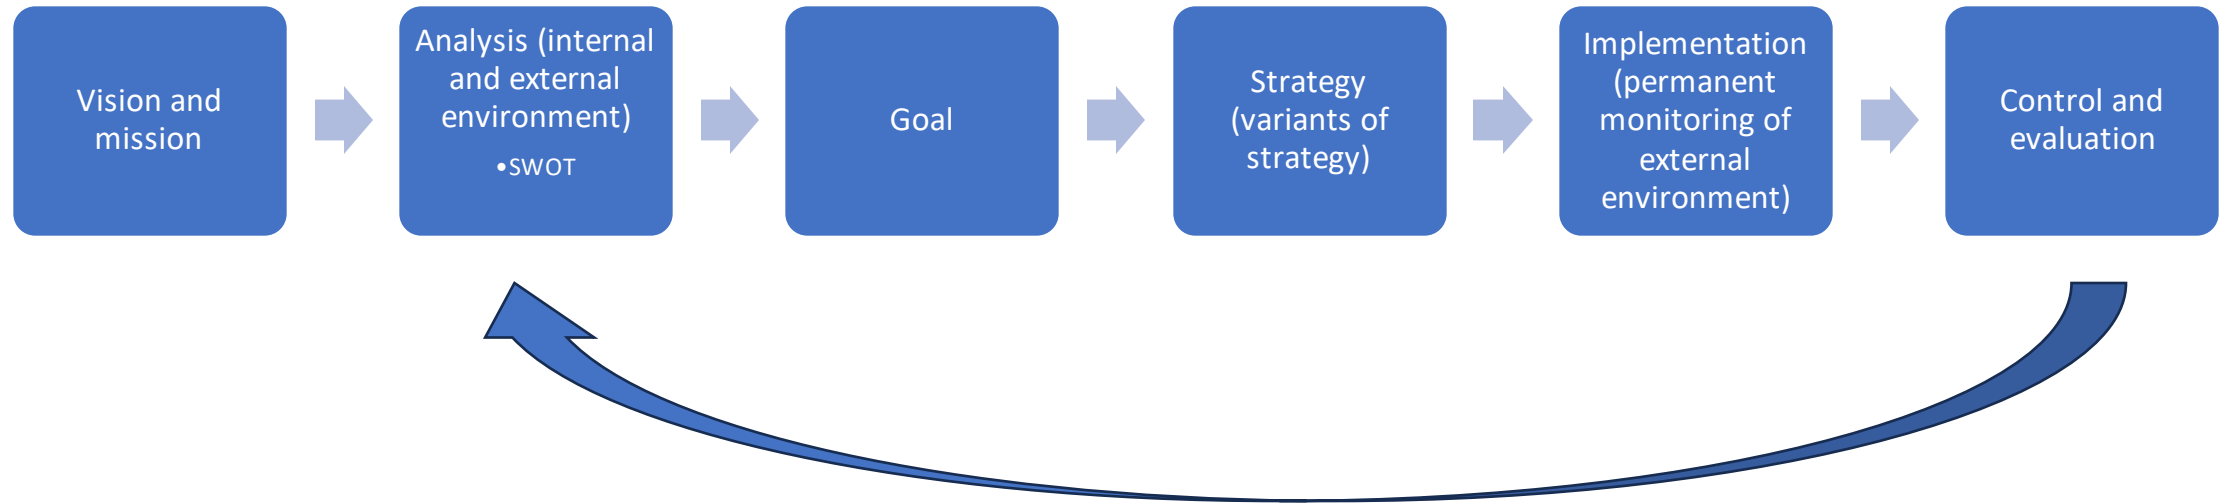 Vision and
mission
Analysis (internal
and external
environment)
•SWOT
Goal
Strategy
(variants of
strategy)
Implementation
(permanent
monitoring of
external
environment)
Control and
evaluation